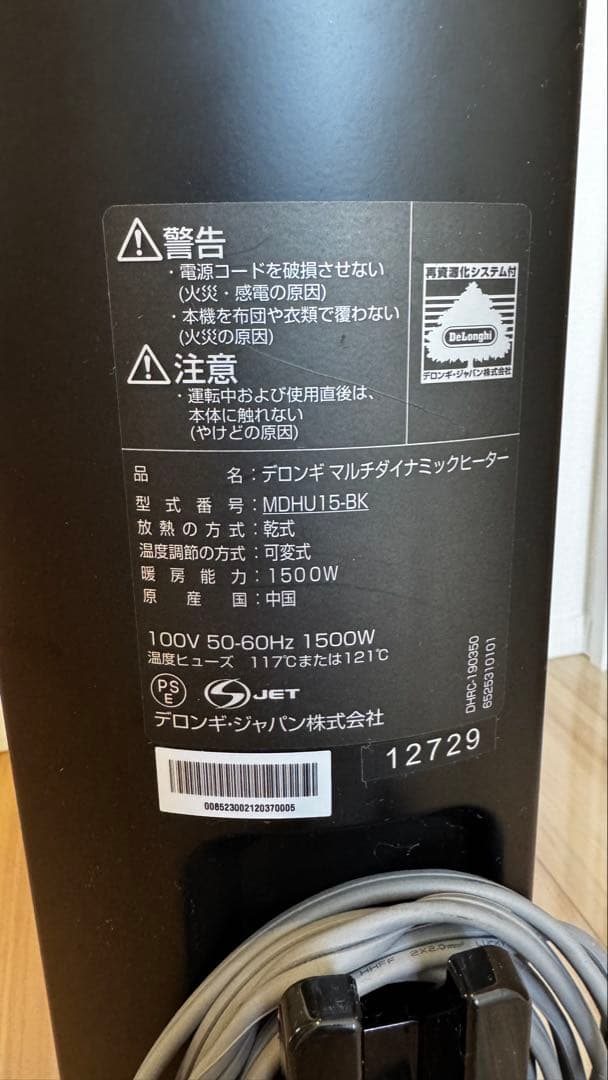 警告
・電源コードを破損させない
(火災・感電の原因)
・本機を布団や衣類で覆わない
(火災の原因)
注意
・運転中および使用直後は、
本体に触れない
(やけどの原因)
再資源化システム付
DeLonghi
デロンギ・ジャパン株式会社
品名：デロンギ マルチダイナミックヒーター
型式番号：MDHU15-BK
放熱の方式：乾式
温度調節の方式：可変式
暖房能力：1500W
原産国：中国
100V 50-60Hz 1500W
温度ヒューズ 117℃または121℃
PS
E
S JET
デロンギ・ジャパン株式会社
DHRC-190350
6525310101
12729
008523002120370005
HHFF 2X2.0